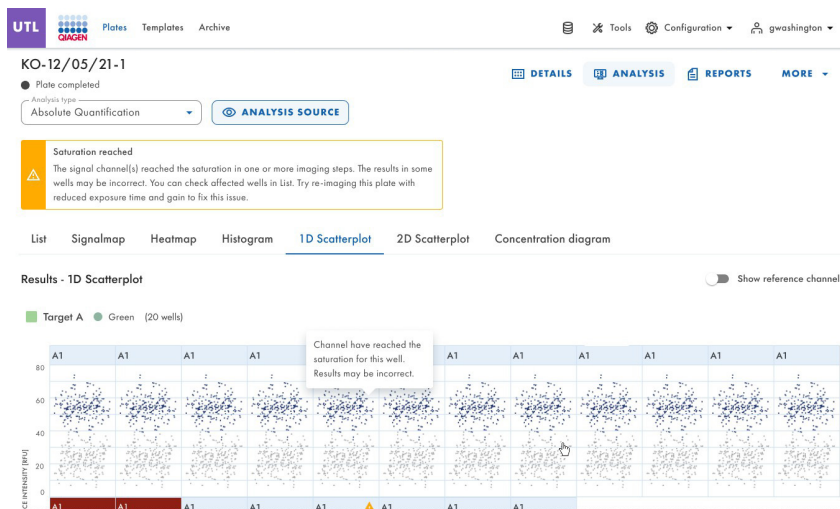 UTL
QIAGEN
Plates Templates Archive
Tools Configuration gwashington
KO-12/05/21-1
Plate completed
DETAILS ANALYSIS REPORTS MORE
Analysis type
Absolute Quantification
ANALYSIS SOURCE
Saturation reached
The signal channel(s) reached the saturation in one or more imaging steps. The results in some
wells may be incorrect. You can check affected wells in List. Try re-imaging this plate with
reduced exposure time and gain to fix this issue.
List Signalmap Heatmap Histogram 1D Scatterplot 2D Scatterplot Concentration diagram
Results - 1D Scatterplot
Show reference channel
Target A Green (20 wells)
Channel have reached the
saturation for this well.
Results may be incorrect.
A1 A1 A1 A1 A1 A1 A1 A1 A1 A1
80
60
40
20
0
CE INTENSITY [RFU]
A1 A1 A1 A1 A1 A1 A1 A1